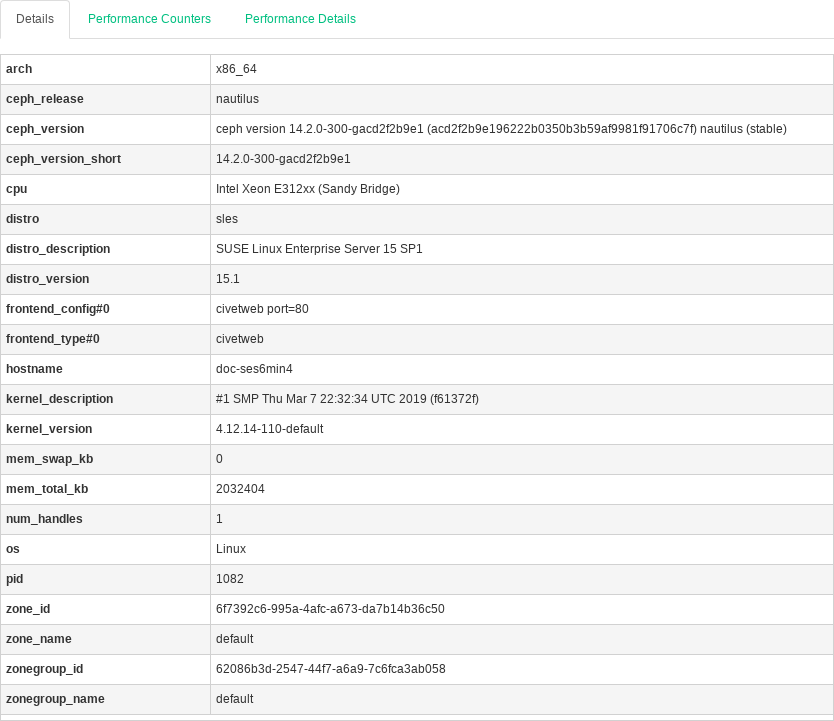 Details Performance Counters Performance Details
arch x86_64
ceph_release nautilus
ceph_version ceph version 14.2.0-300-gacd2f2b9e1 (acd2f2b9e196222b0350b3b59af9981f91706c7f) nautilus (stable)
ceph_version_short 14.2.0-300-gacd2f2b9e1
cpu Intel Xeon E312xx (Sandy Bridge)
distro sles
distro_description SUSE Linux Enterprise Server 15 SP1
distro_version 15.1
frontend_config#0 civetweb port=80
frontend_type#0 civetweb
hostname doc-ses6min4
kernel_description #1 SMP Thu Mar 7 22:32:34 UTC 2019 (f61372f)
kernel_version 4.12.14-110-default
mem_swap_kb 0
mem_total_kb 2032404
num_handles 1
os Linux
pid 1082
zone_id 6f7392c6-995a-4afc-a673-da7b14b36c50
zone_name default
zonegroup_id 62086b3d-2547-44f7-a6a9-7c6fca3ab058
zonegroup_name default